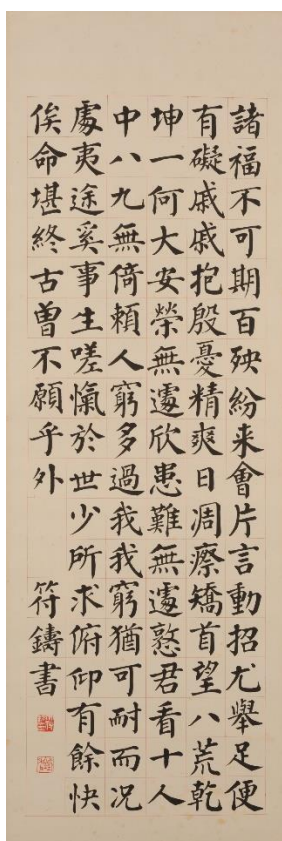 諸福不可期百殃紛来會片言動招尤舉足便
有礙戚戚抱殷憂精爽日凋瘵矯首望八荒乾
坤一何大安榮無遽欣患難無遽憝君看十人
中八九無倚賴人窮多過我我窮猶可耐而況
處夷途奚事生嗟愾於世少所求俯仰有餘快
俟命堪終古曾不願乎外 符鑄書